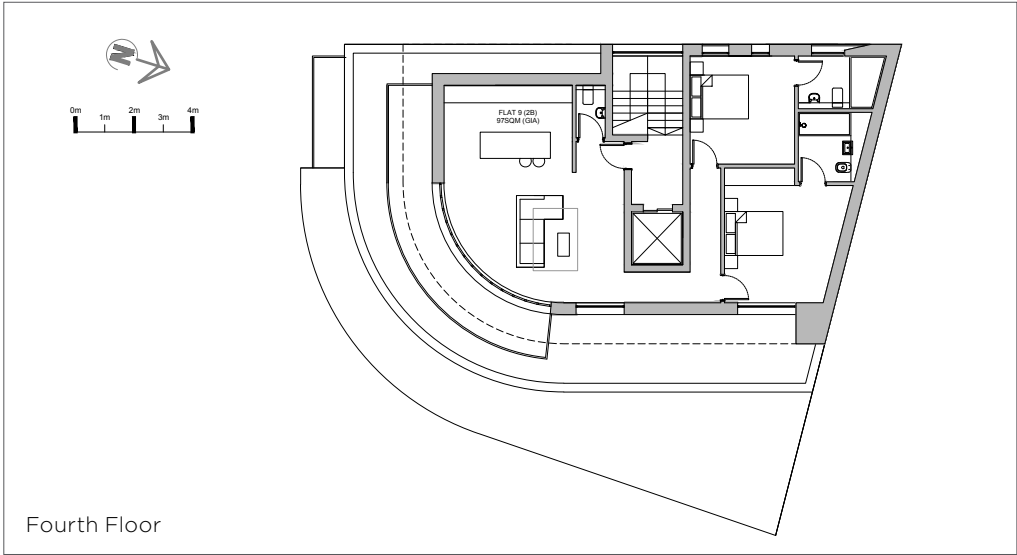 N
0m 2m 4m
1m 3m
FLAT 9 (2B)
97SQM (GIA)
Fourth Floor